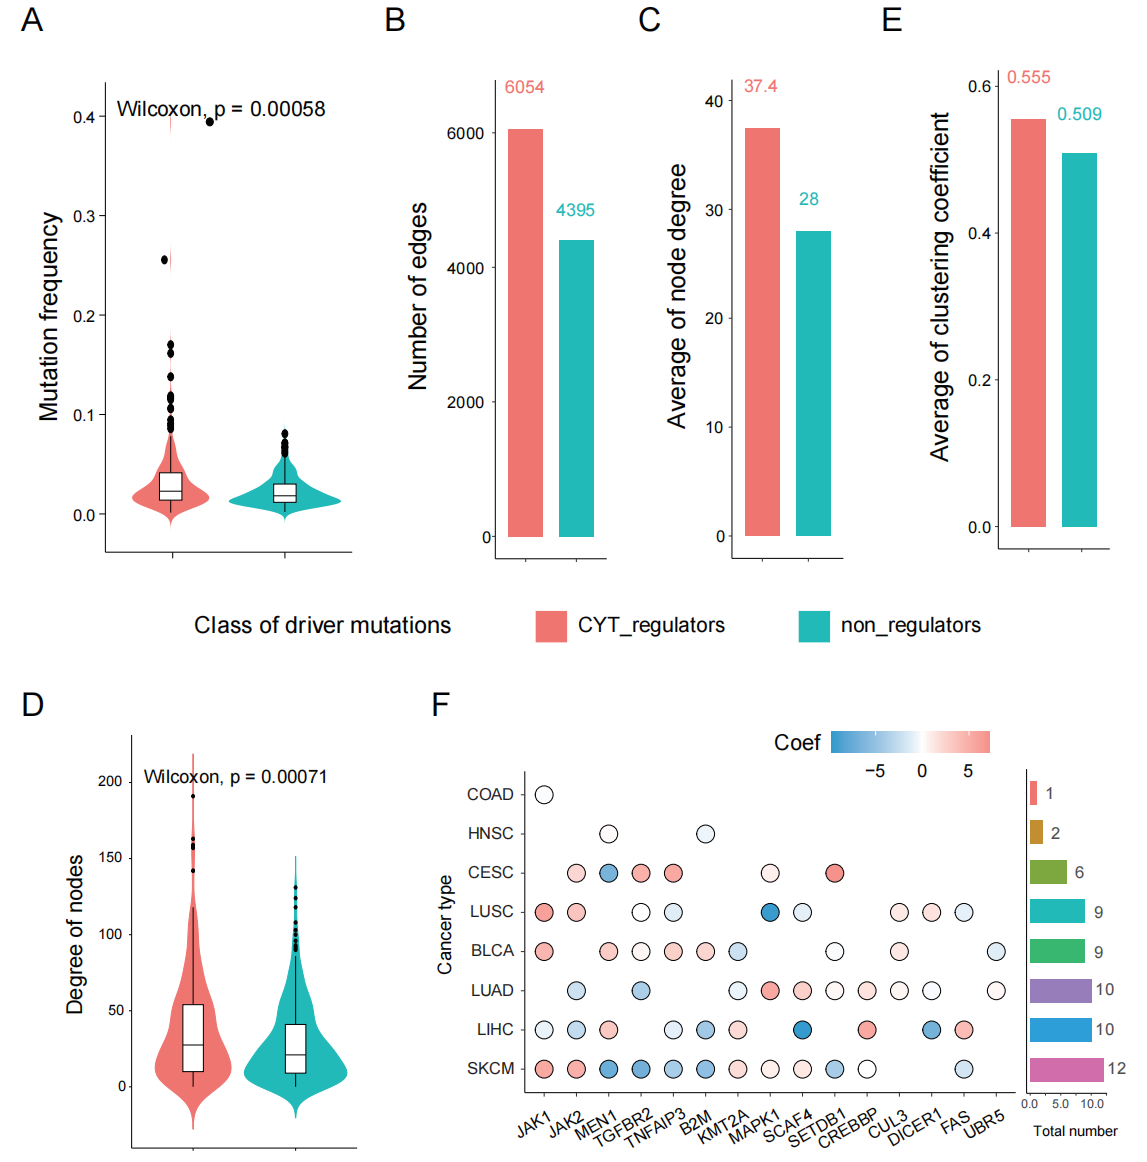 A
B
C
E
Wilcoxon, p = 0.00058
Mutation frequency
0.4
0.3
0.2
0.1
0.0
6054
4395
Number of edges
6000
4000
2000
0
37.4
28
Average of node degree
40
30
20
10
0
0.555
0.509
Average of clustering coefficient
0.6
0.4
0.2
0.0
Class of driver mutations
CYT_regulators
non_regulators
D
F
Wilcoxon, p = 0.00071
Degree of nodes
200
150
100
50
0
Coef
−5
0
5
Cancer type
COAD
HNSC
CESC
LUSC
BLCA
LUAD
LIHC
SKCM
JAK1
JAK2
MEN1
TGFBR2
TNFAIP3
B2M
KMT2A
MAPK1
SCAF4
SETDB1
CREBBP
CUL3
DICER1
FAS
UBR5
1
2
6
9
9
10
10
12
0.0
5.0
10.0
Total number